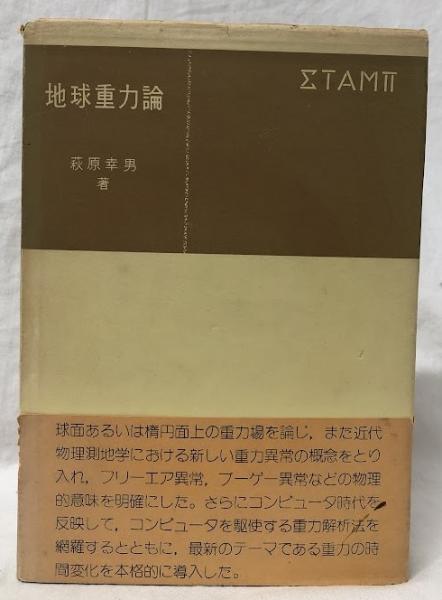 ΣTAMπ
地球重力論
萩原幸男
著
球面あるいは楕円面上の重力場を論じ，また近代
物理測地学における新しい重力異常の概念をとり
入れ，フリーエア異常，ブーゲー異常などの物理
的意味を明確にした。さらにコンピュータ時代を
反映して，コンピュータを駆使する重力解析法を
網羅するとともに，最新のテーマである重力の時
間変化を本格的に導入した。